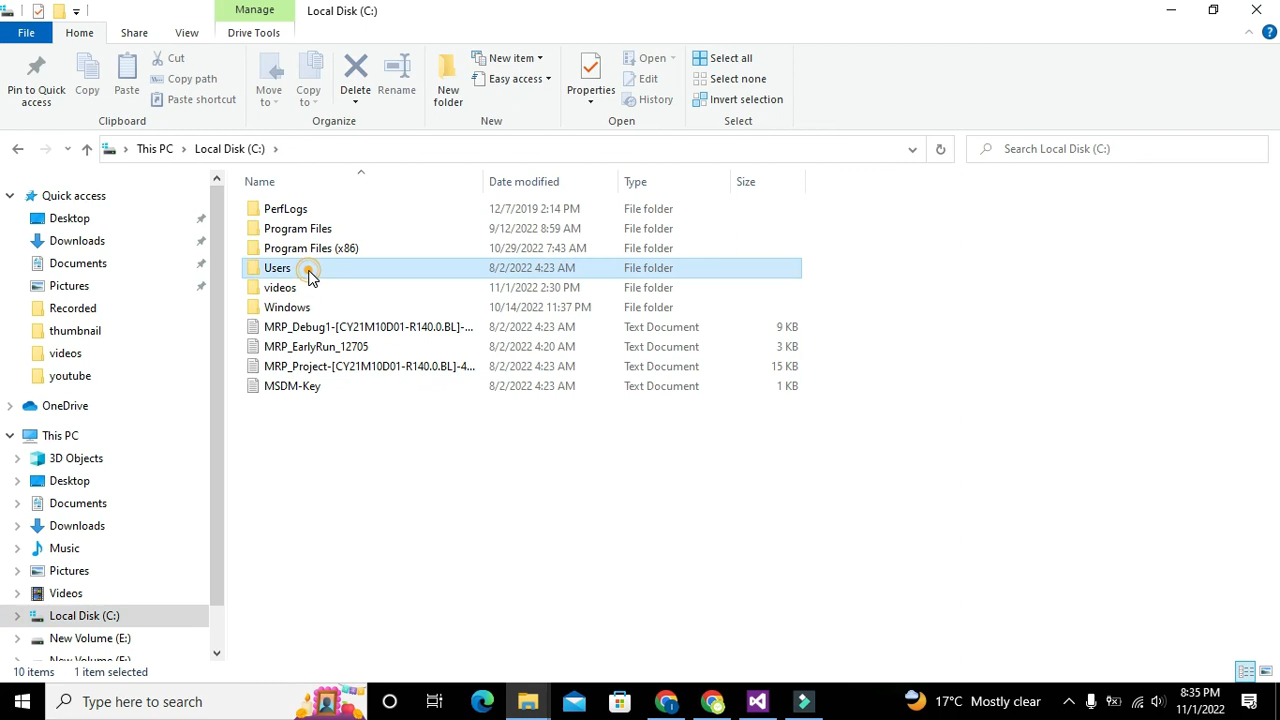 Manage
Local Disk (C:)
File
Home
Share
View
Drive Tools
Pin to Quick access
Copy
Paste
Cut
Copy path
Paste shortcut
Clipboard
Move to
Copy to
Delete
Rename
Organize
New folder
New item
Easy access
New
Properties
Open
Edit
History
Open
Select all
Select none
Invert selection
Select
This PC
Local Disk (C:)
Search Local Disk (C:)
Name
Date modified
Type
Size
PerfLogs 12/7/2019 2:14 PM File folder
Program Files 9/12/2022 8:59 AM File folder
Program Files (x86) 10/29/2022 7:43 AM File folder
Users 8/2/2022 4:23 AM File folder
videos 11/1/2022 2:30 PM File folder
Windows 10/14/2022 11:37 PM File folder
MRP_Debug1-[CY21M10D01-R140.0.BL]-... 8/2/2022 4:23 AM Text Document 9 KB
MRP_EarlyRun_12705 8/2/2022 4:20 AM Text Document 3 KB
MRP_Project-[CY21M10D01-R140.0.BL]-4... 8/2/2022 4:23 AM Text Document 15 KB
MSDM-Key 8/2/2022 4:23 AM Text Document 1 KB
Quick access
Desktop
Downloads
Documents
Pictures
Recorded
thumbnail
videos
youtube
OneDrive
This PC
3D Objects
Desktop
Documents
Downloads
Music
Pictures
Videos
Local Disk (C:)
New Volume (E:)
New Volume (F:)
10 items 1 item selected
Type here to search
17°C Mostly clear
8:35 PM
11/1/2022